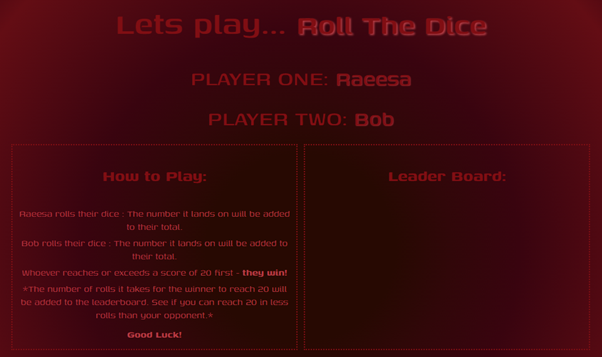 Lets play... Roll The Dice
PLAYER ONE: Raeesa
PLAYER TWO: Bob
How to Play:
Raeesa rolls their dice : The number it lands on will be added
to their total.
Bob rolls their dice : The number it lands on will be added to
their total.
Whoever reaches or exceeds a score of 20 first - they win!
*The number of rolls it takes for the winner to reach 20 will
be added to the leaderboard. See if you can reach 20 in less
rolls than your opponent.*
Good Luck!
Leader Board: